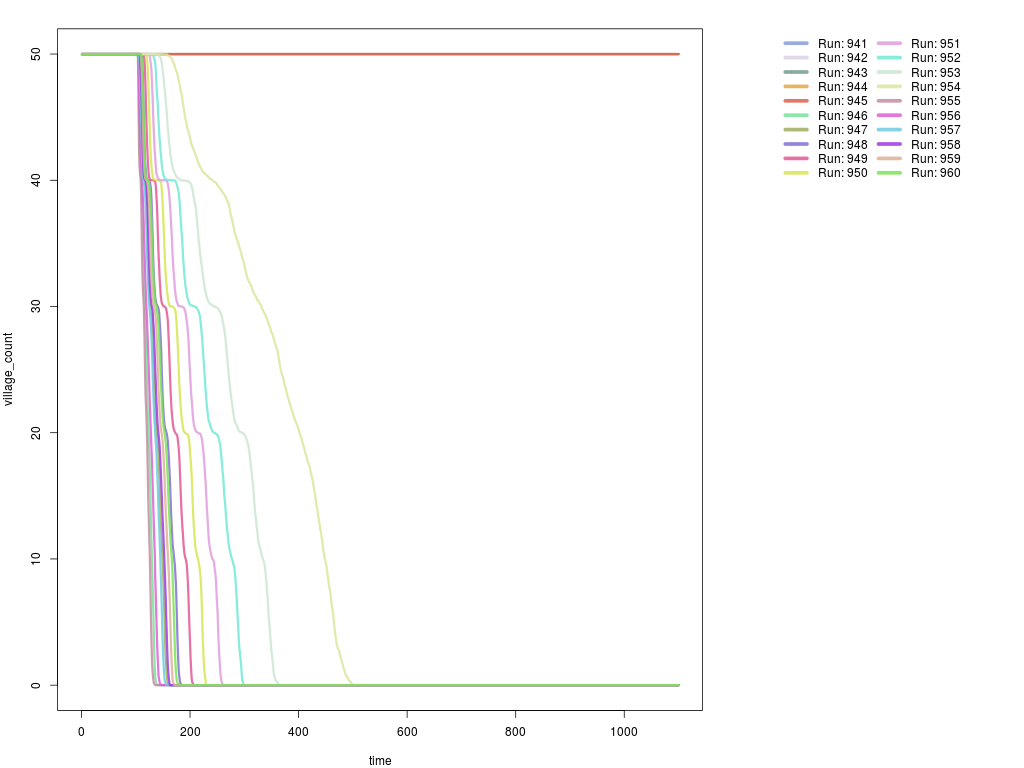 50
40
30
20
10
0
village_count
0 200 400 600 800 1000
time
Run: 941 Run: 951
Run: 942 Run: 952
Run: 943 Run: 953
Run: 944 Run: 954
Run: 945 Run: 955
Run: 946 Run: 956
Run: 947 Run: 957
Run: 948 Run: 958
Run: 949 Run: 959
Run: 950 Run: 960